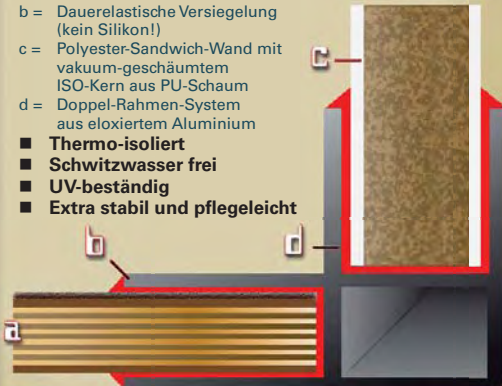 b = Dauerelastische Versiegelung
(kein Silikon!)
c = Polyester-Sandwich-Wand mit
vakuum-geschäumtem
ISO-Kern aus PU-Schaum
d = Doppel-Rahmen-System
aus eloxiertem Aluminium
■ Thermo-isoliert
■ Schwitzwasser frei
■ UV-beständig
■ Extra stabil und pflegeleicht
c
b
d
a